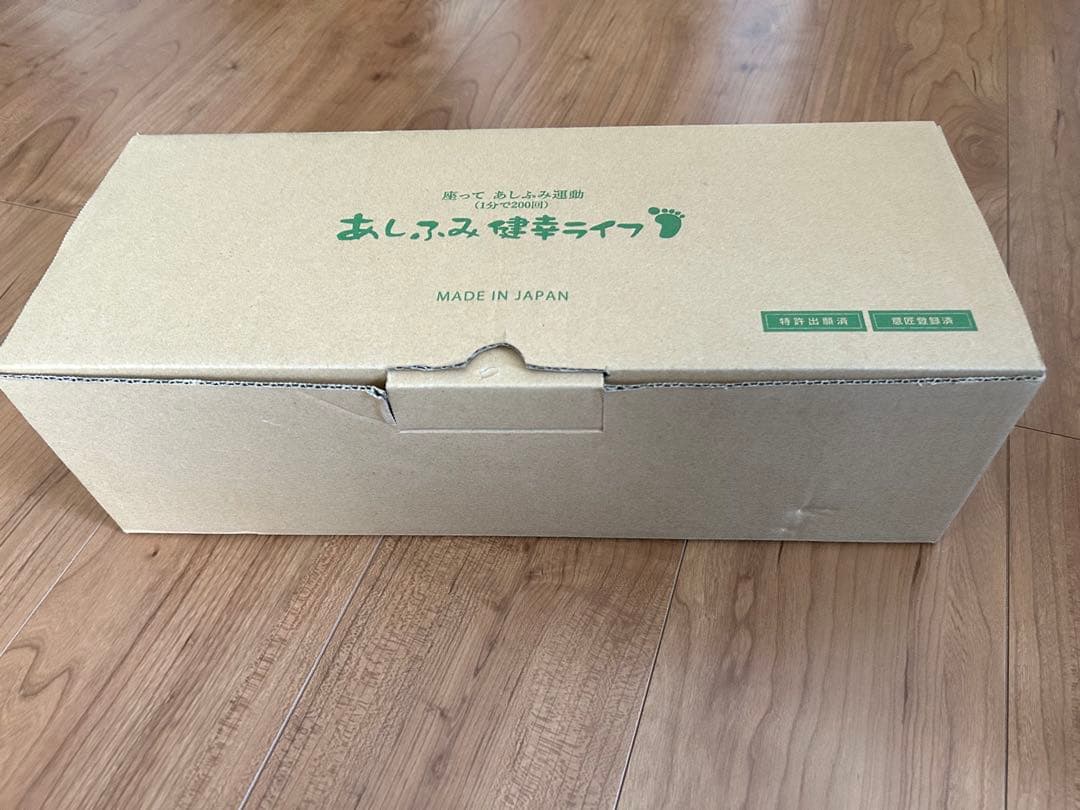 座って あしふみ運動
(1分で200回)
あしふみ健幸ライフ
MADE IN JAPAN
特許出願済
意匠登録済